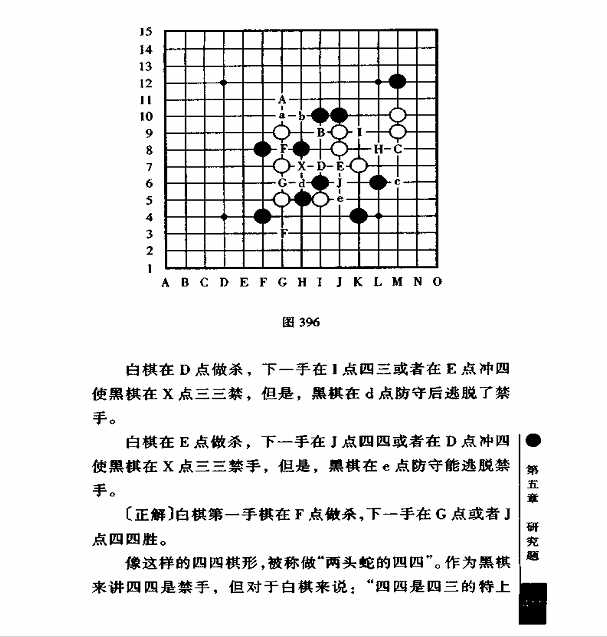 15
14
13
12
11 A
10 a b
9 B I
8 F H C
7 X D E
6 G d J c
5 e
4
3 F
2
1
A B C D E F G H I J K L M N O
图 396
白棋在 D 点做杀，下一手在 I 点四三或者在 E 点冲四
使黑棋在 X 点三三禁，但是，黑棋在 d 点防守后逃脱了禁
手。
白棋在 E 点做杀，下一手在 J 点四四或者在 D 点冲四
使黑棋在 X 点三三禁手，但是，黑棋在 e 点防守能逃脱禁
手。
〔正解〕白棋第一手棋在 F 点做杀，下一手在 G 点或者 J
点四四胜。
像这样的四四棋形，被称做“两头蛇的四四”。作为黑棋
来讲四四是禁手，但对于白棋来说：“四四是四三的特上
第五章
研究题